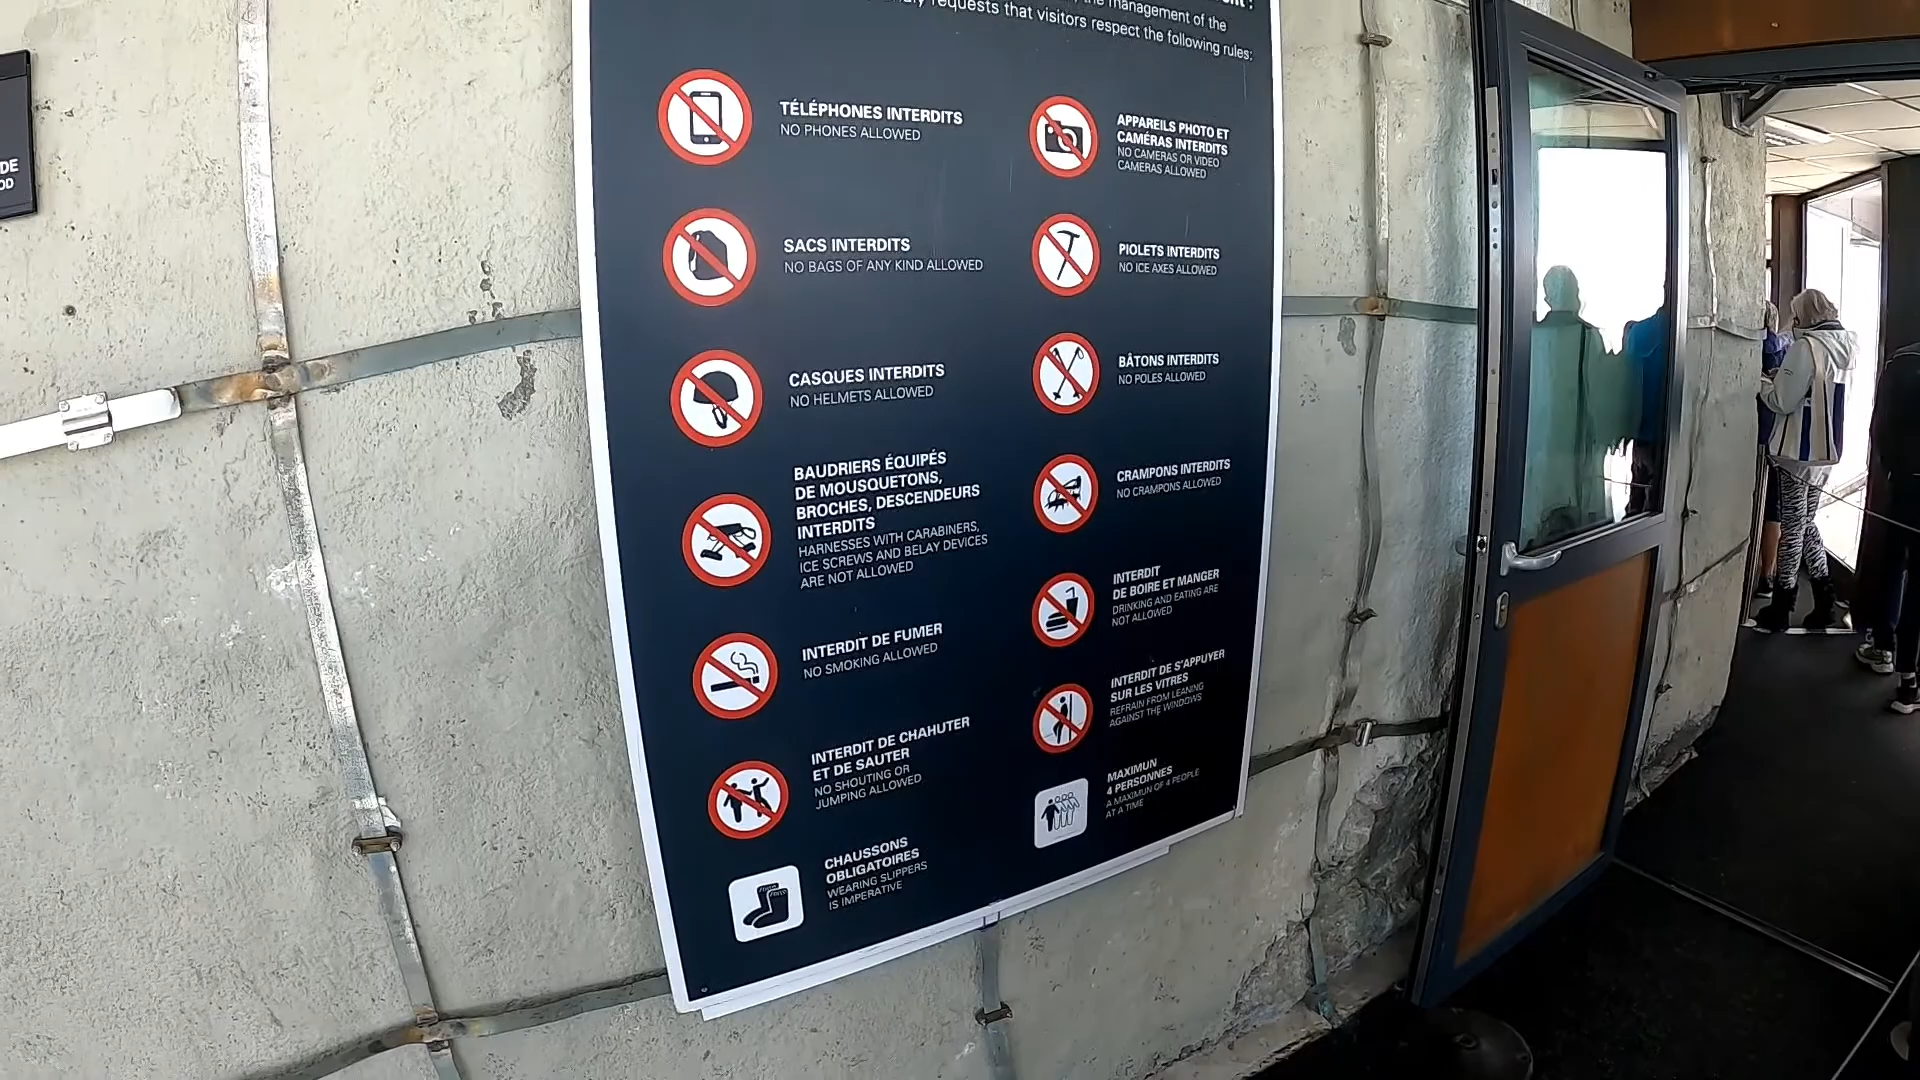 DE
OD
the management of the
requests that visitors respect the following rules:
TÉLÉPHONES INTERDITS
NO PHONES ALLOWED
SACS INTERDITS
NO BAGS OF ANY KIND ALLOWED
CASQUES INTERDITS
NO HELMETS ALLOWED
BAUDRIERS ÉQUIPÉS
DE MOUSQUETONS,
BROCHES, DESCENDEURS
INTERDITS
HARNESSES WITH CARABINERS,
ICE SCREWS AND BELAY DEVICES
ARE NOT ALLOWED
INTERDIT DE FUMER
NO SMOKING ALLOWED
INTERDIT DE CHAHUTER
ET DE SAUTER
NO SHOUTING OR
JUMPING ALLOWED
CHAUSSONS
OBLIGATOIRES
WEARING SLIPPERS
IS IMPERATIVE
APPAREILS PHOTO ET
CAMÉRAS INTERDITS
NO CAMERAS OR VIDEO
CAMERAS ALLOWED
PIOLETS INTERDITS
NO ICE AXES ALLOWED
BÂTONS INTERDITS
NO POLES ALLOWED
CRAMPONS INTERDITS
NO CRAMPONS ALLOWED
INTERDIT
DE BOIRE ET MANGER
DRINKING AND EATING ARE
NOT ALLOWED
INTERDIT DE S'APPUYER
SUR LES VITRES
REFRAIN FROM LEANING
AGAINST THE WINDOWS
MAXIMUN
4 PERSONNES
A MAXIMUN OF 4 PEOPLE
AT A TIME